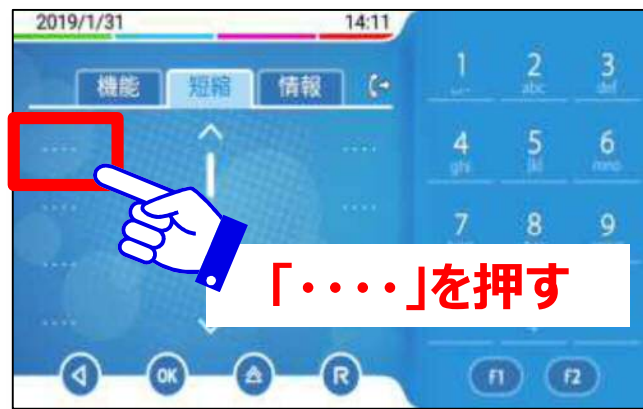 2019/1/31 14:11
機能 短縮 情報
1 2 3
abc def
・・・・ ・・・・
4 5 6
ghi jkl mno
・・・・ ・・・・
7 8 9
「・・・・」を押す
・・・・
・・・・
OK R F1 F2